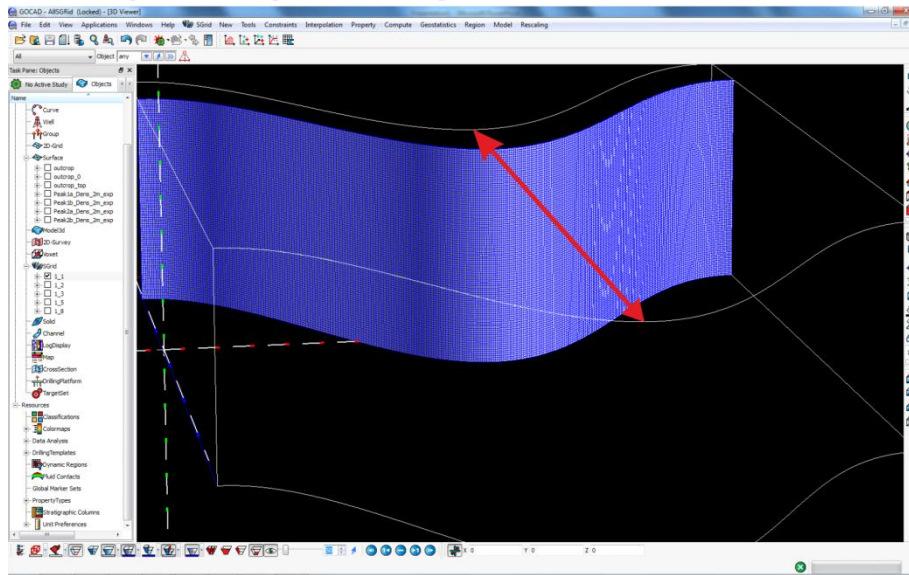 GOCAD - AllSGRid (Locked) - [3D Viewer]
File Edit View Applications Windows Help SGrid New Tools Constraints Interpolation Property Compute Geostatistics Region Model Rescaling
All Object any
Task Pane: Objects
No Active Study Objects
Name
Curve
Well
Group
2D-Grid
Surface
outcrop
outcrop_0
outcrop_top
Peak1a_Dens_2m_exp
Peak1b_Dens_2m_exp
Peak2a_Dens_2m_exp
Peak2b_Dens_2m_exp
Model3d
2D-Survey
Voxet
SGrid
1_1
1_2
1_3
1_5
1_8
Solid
Channel
LogDisplay
Map
CrossSection
DrillingPlatform
TargetSet
Resources
Classifications
Colormaps
Data Analysis
DrillingTemplates
Dynamic Regions
Fluid Contacts
Global Marker Sets
PropertyTypes
Stratigraphic Columns
Unit Preferences
X 0 Y 0 Z 0